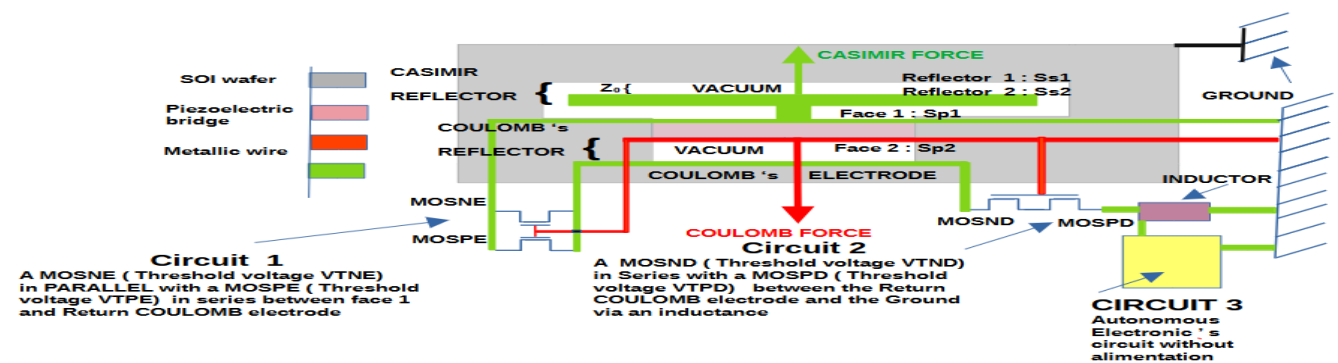 SOI wafer
Piezoelectric
bridge
Metallic wire
CASIMIR
REFLECTOR {
Z₀{
VACUUM
CASIMIR FORCE
Reflector 1 : Ss1
Reflector 2 : Ss2
GROUND
Face 1 : Sp1
COULOMB 's
REFLECTOR {
VACUUM
Face 2 : Sp2
COULOMB 's ELECTRODE
INDUCTOR
MOSNE
MOSPE
MOSND
MOSPD
COULOMB FORCE
Circuit 1
A MOSNE ( Threshold voltage VTNE)
in PARALLEL with a MOSPE ( Threshold
voltage VTPE) in series between face 1
and Return COULOMB electrode
Circuit 2
A MOSND ( Threshold voltage VTND)
in Series with a MOSPD ( Threshold
voltage VTPD) between the Return
COULOMB electrode and the Ground
via an inductance
CIRCUIT 3
Autonomous
Electronic ' s
circuit without
alimentation